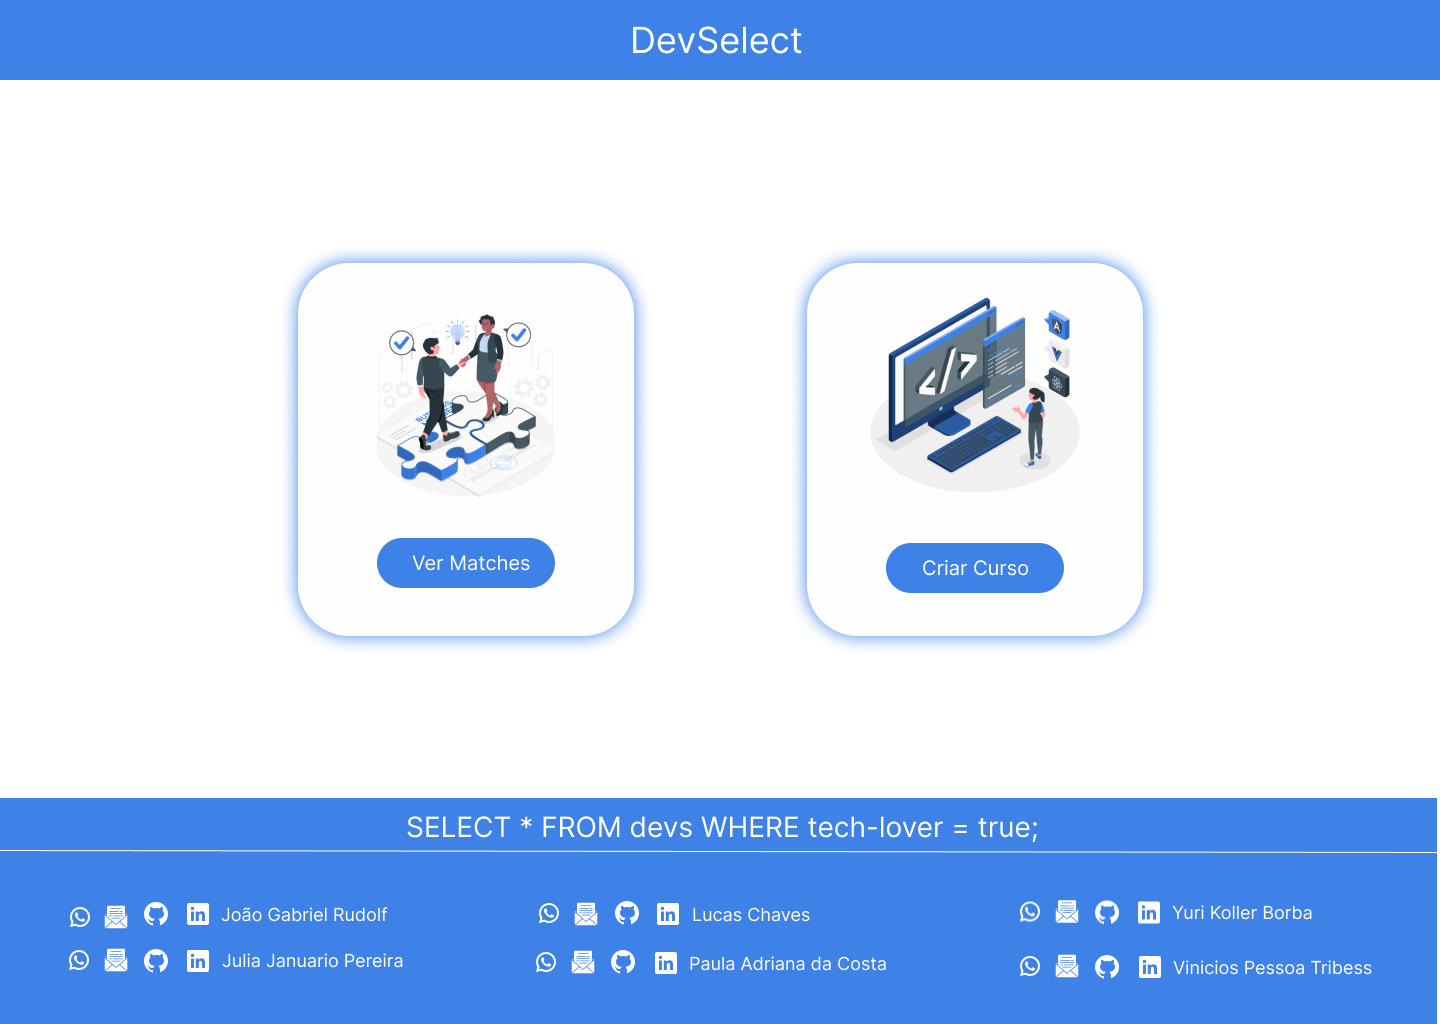 DevSelect
Ver Matches
Criar Curso
SELECT * FROM devs WHERE tech-lover = true;
João Gabriel Rudolf
Lucas Chaves
Yuri Koller Borba
Julia Januario Pereira
Paula Adriana da Costa
Vinicios Pessoa Tribess